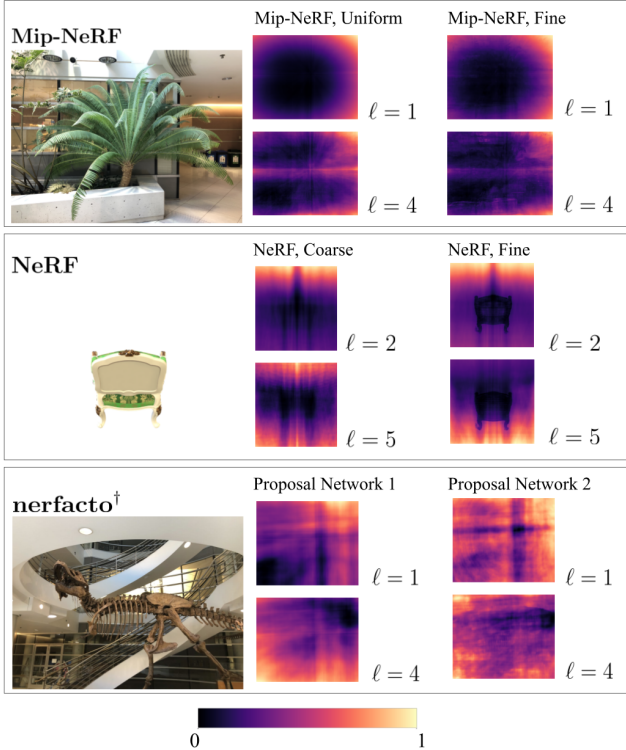 Mip-NeRF
Mip-NeRF, Uniform
Mip-NeRF, Fine
ℓ = 1
ℓ = 1
ℓ = 4
ℓ = 4
NeRF
NeRF, Coarse
NeRF, Fine
ℓ = 2
ℓ = 2
ℓ = 5
ℓ = 5
nerfacto†
Proposal Network 1
Proposal Network 2
ℓ = 1
ℓ = 1
ℓ = 4
ℓ = 4
0
1